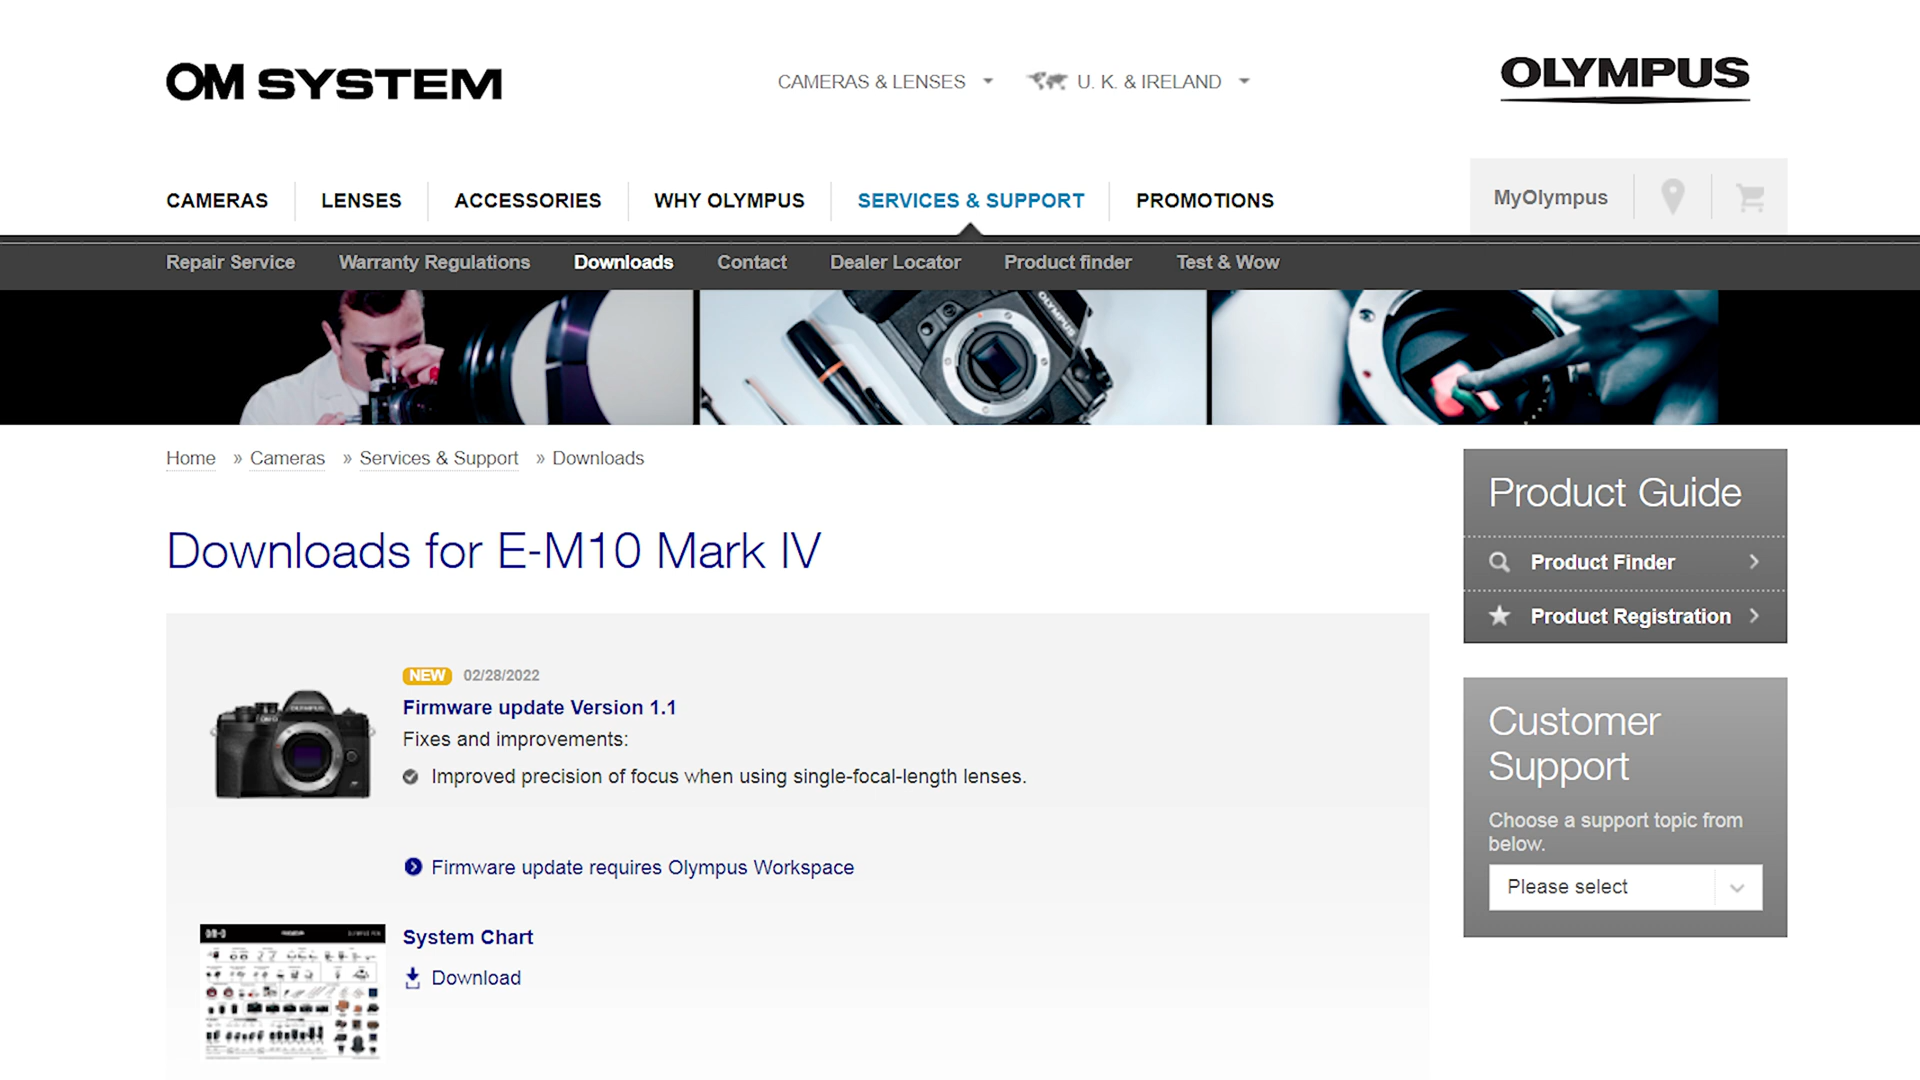 OM SYSTEM
CAMERAS & LENSES
U. K. & IRELAND
OLYMPUS
CAMERAS
LENSES
ACCESSORIES
WHY OLYMPUS
SERVICES & SUPPORT
PROMOTIONS
MyOlympus
Repair Service
Warranty Regulations
Downloads
Contact
Dealer Locator
Product finder
Test & Wow
OLYMPUS
Home » Cameras » Services & Support » Downloads
Downloads for E-M10 Mark IV
NEW 02/28/2022
Firmware update Version 1.1
Fixes and improvements:
Improved precision of focus when using single-focal-length lenses.
Firmware update requires Olympus Workspace
OLYMPUS
System Chart
Download
Product Guide
Product Finder
Product Registration
Customer
Support
Choose a support topic from
below.
Please select